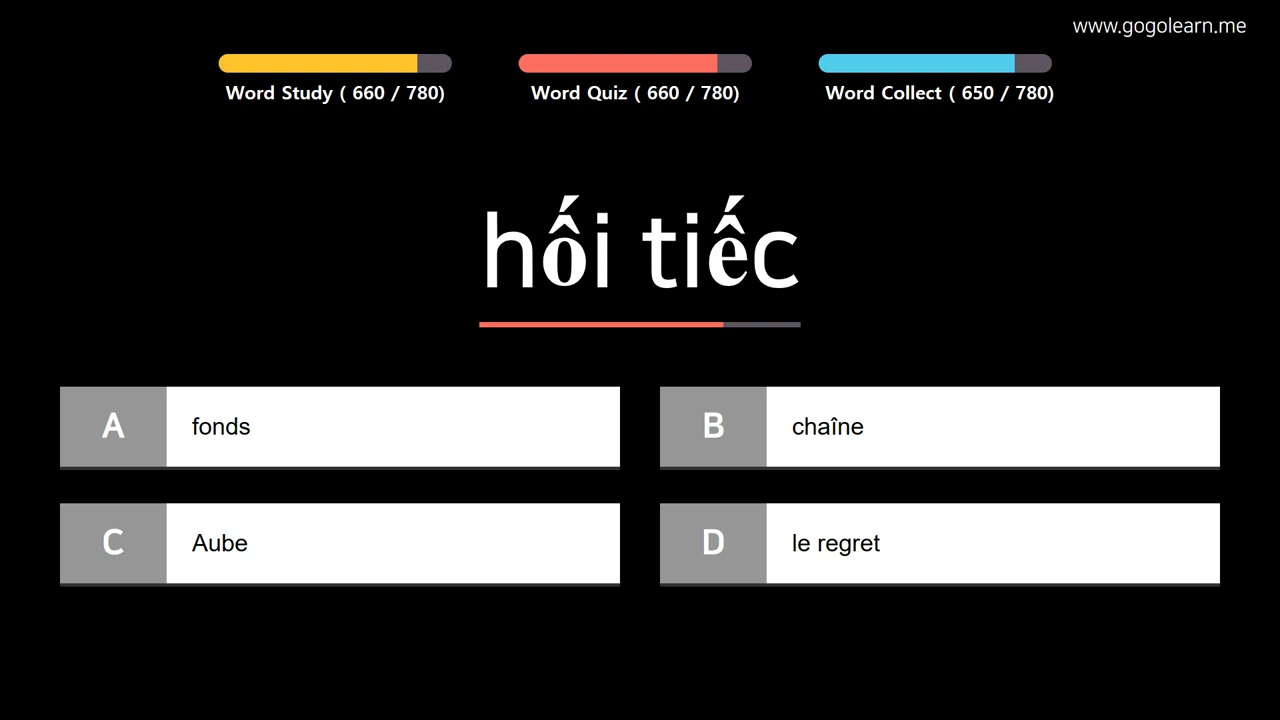 www.gogolearn.me
Word Study ( 660 / 780)
Word Quiz ( 660 / 780)
Word Collect ( 650 / 780)
hối tiếc
A fonds
B chaîne
C Aube
D le regret